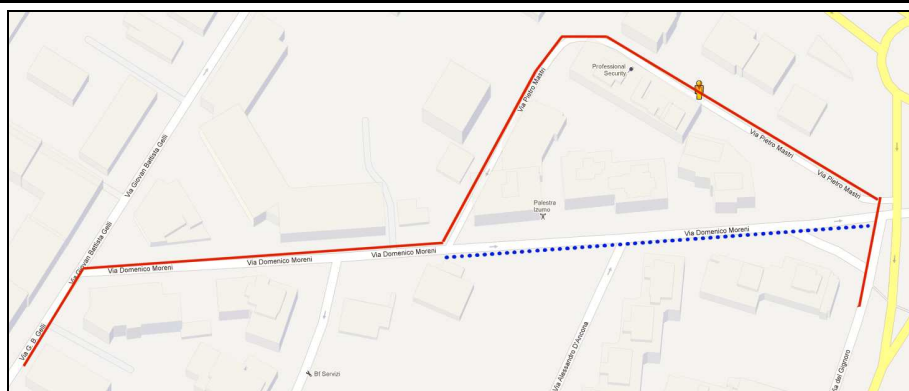 Professional
Security
Via Pietro Mastri
Via Pietro Mastri
Via Pietro Mastri
Via Giovan Battista Gelli
Via Giovan Battista Gelli
Palestra
Izumo
Via Domenico Moreni
Via Domenico Moreni
Via Domenico Moreni
Via Domenico Moreni
Via G. B. Gelli
Bf Servizi
Via Alessandro D'Ancona
del Gignoro